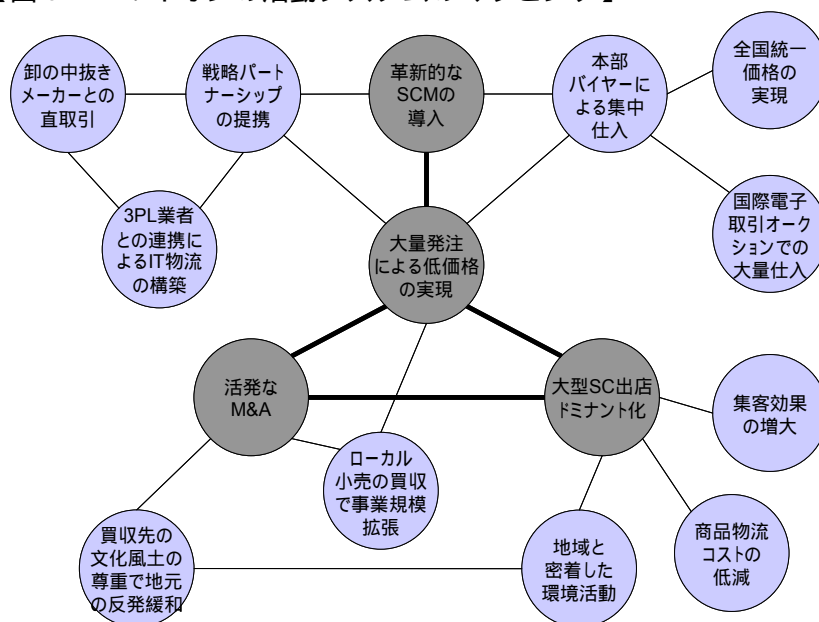 卸の中抜き
メーカーとの
直取引
戦略パート
ナーシップ
の提携
革新的な
SCMの
導入
本部
バイヤーに
よる集中
仕入
全国統一
価格の
実現
3PL業者
との連携に
よるIT物流
の構築
大量発注
による低価格
の実現
国際電子
取引オーク
ションでの
大量仕入
活発な
M&A
大型SC出店
ドミナント化
集客効果
の増大
ローカル
小売の買収
で事業規模
拡張
買収先の
文化風土の
尊重で地元
の反発緩和
地域と
密着した
環境活動
商品物流
コストの
低減